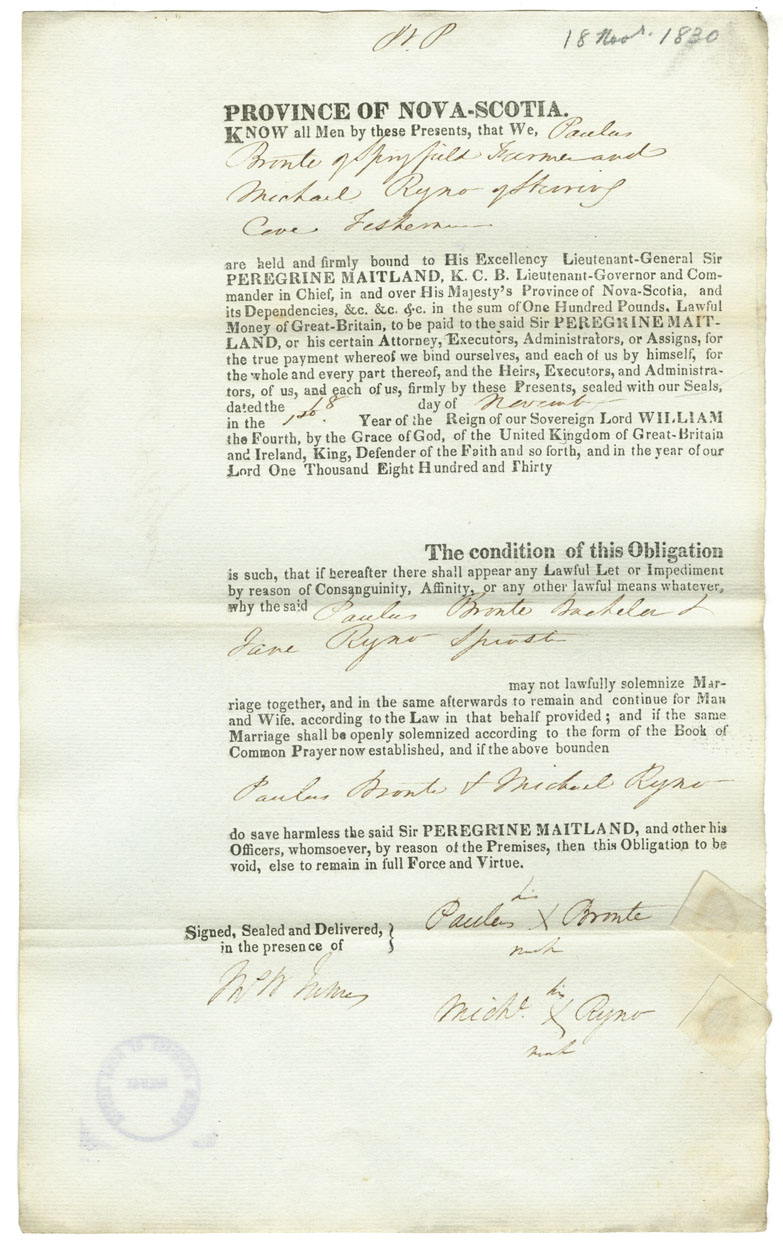 P
18 Novr. 1830
PROVINCE OF NOVA-SCOTIA.
KNOW all Men by these Presents, that We, Paulus
Bronte of Spryfield Farmer and
Michael Ryno of Herring
Cove Fisherman
are held and firmly bound to His Excellency Lieutenant-General Sir
PEREGRINE MAITLAND, K. C. B. Lieutenant-Governor and Com-
mander in Chief, in and over His Majesty's Province of Nova-Scotia, and
its Dependencies, &c. &c. &c. in the sum of One Hundred Pounds, Lawful
Money of Great-Britain, to be paid to the said Sir PEREGRINE MAIT-
LAND, or his certain Attorney, Executors, Administrators, or Assigns, for
the true payment whereof we bind ourselves, and each of us by himself, for
the whole and every part thereof, and the Heirs, Executors, and Administra-
tors, of us, and each of us, firmly by these Presents, sealed with our Seals,
dated the 18 day of November
in the 1st. Year of the Reign of our Sovereign Lord WILLIAM
the Fourth, by the Grace of God, of the United Kingdom of Great-Britain
and Ireland, King, Defender of the Faith and so forth, and in the year of our
Lord One Thousand Eight Hundred and Thirty
The condition of this Obligation
is such, that if hereafter there shall appear any Lawful Let or Impediment
by reason of Consanguinity, Affinity, or any other lawful means whatever,
why the said Paulus Bronte Bachelor &
Jane Ryno Spinster
may not lawfully solemnize Mar-
riage together, and in the same afterwards to remain and continue for Man
and Wife. according to the Law in that behalf provided; and if the same
Marriage shall be openly solemnized according to the form of the Book of
Common Prayer now established, and if the above bounden
Paulus Bronte & Michael Ryno
do save harmless the said Sir PEREGRINE MAITLAND, and other his
Officers, whomsoever, by reason of the Premises, then this Obligation to be
void, else to remain in full Force and Virtue.
his
Signed, Sealed and Delivered, } Paulus X Bronte
in the presence of
mark
his
Michl. X Ryno
mark